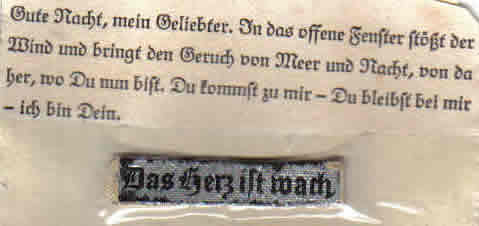 Gute Nacht, mein Geliebter. In das offene Fenster stößt der
Wind und bringt den Geruch von Meer und Nacht, von da
her, wo Du nun bist. Du kommst zu mir – Du bleibst bei mir
– ich bin Dein.
Das Herz ist wach